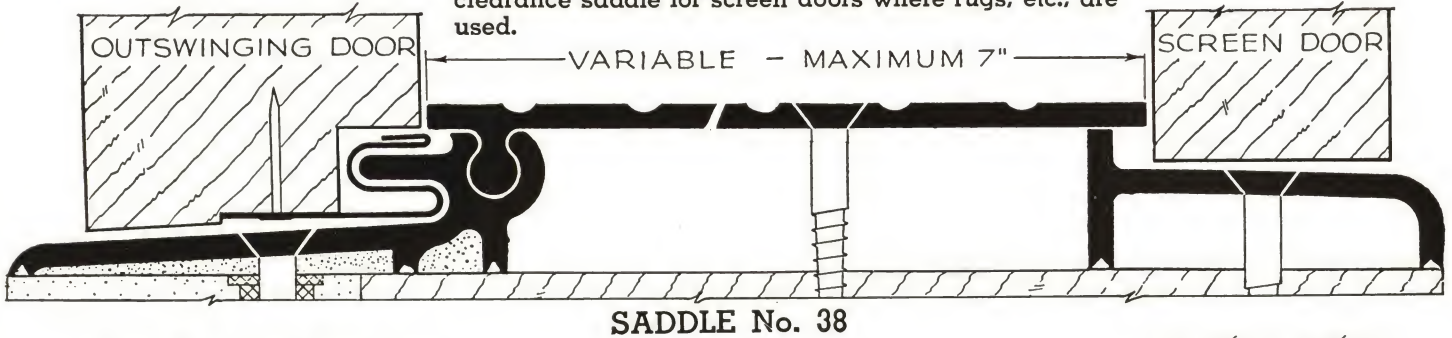 clearance saddle for screen doors where rugs, etc., are
used.
OUTSWINGING DOOR
VARIABLE - MAXIMUM 7"
SCREEN DOOR
SADDLE No. 38